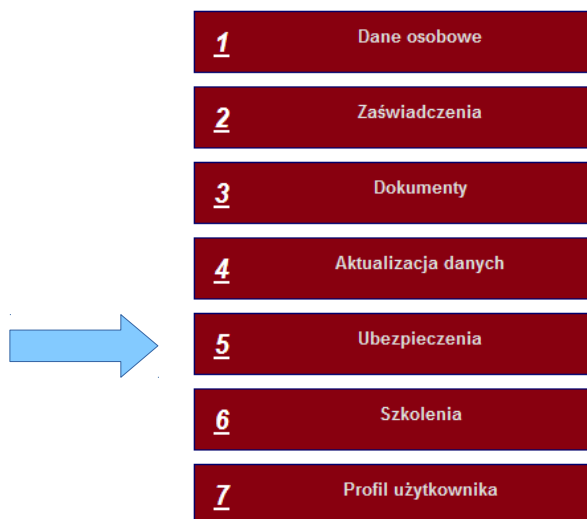 1 Dane osobowe
2 Zaświadczenia
3 Dokumenty
4 Aktualizacja danych
5 Ubezpieczenia
6 Szkolenia
7 Profil użytkownika